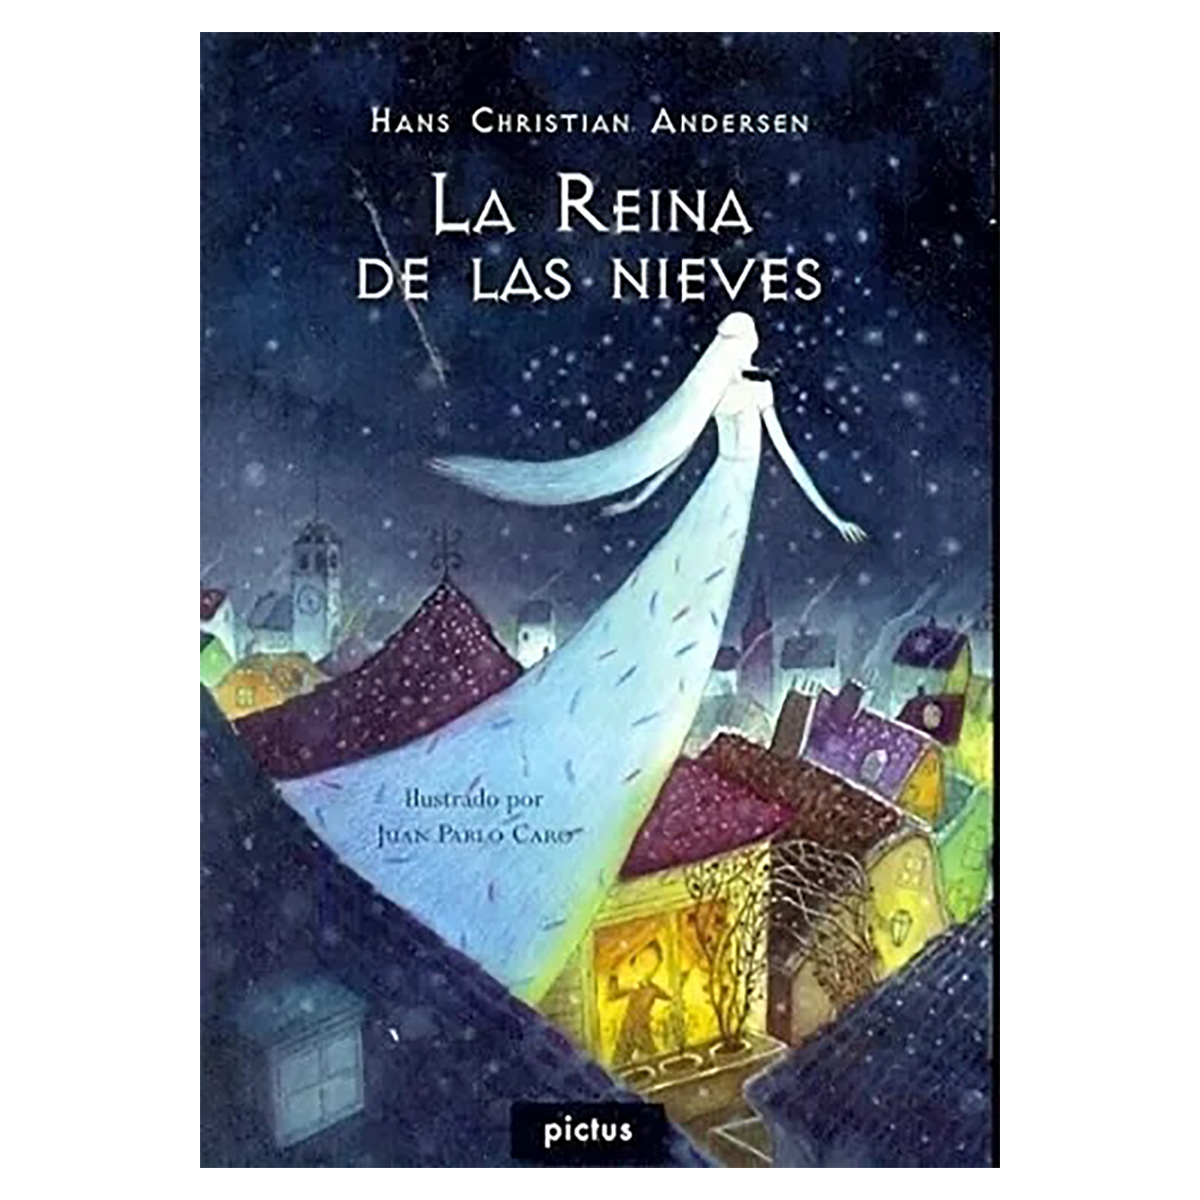 HANS CHRISTIAN ANDERSEN
LA REINA
DE LAS NIEVES
Ilustrado por
JUAN PABLO CARO
pictus